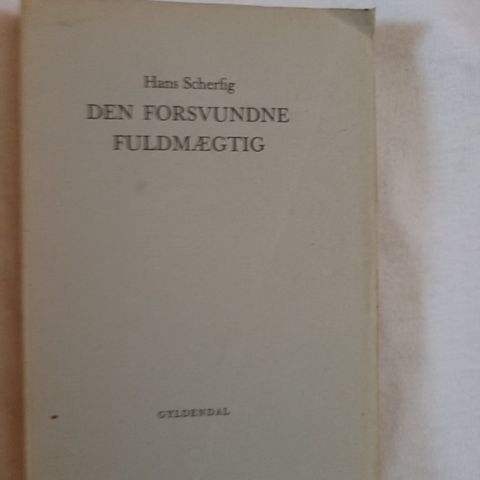 Hans Scherfig
DEN FORSVUNDNE
FULDMÆGTIG
GYLDENDAL